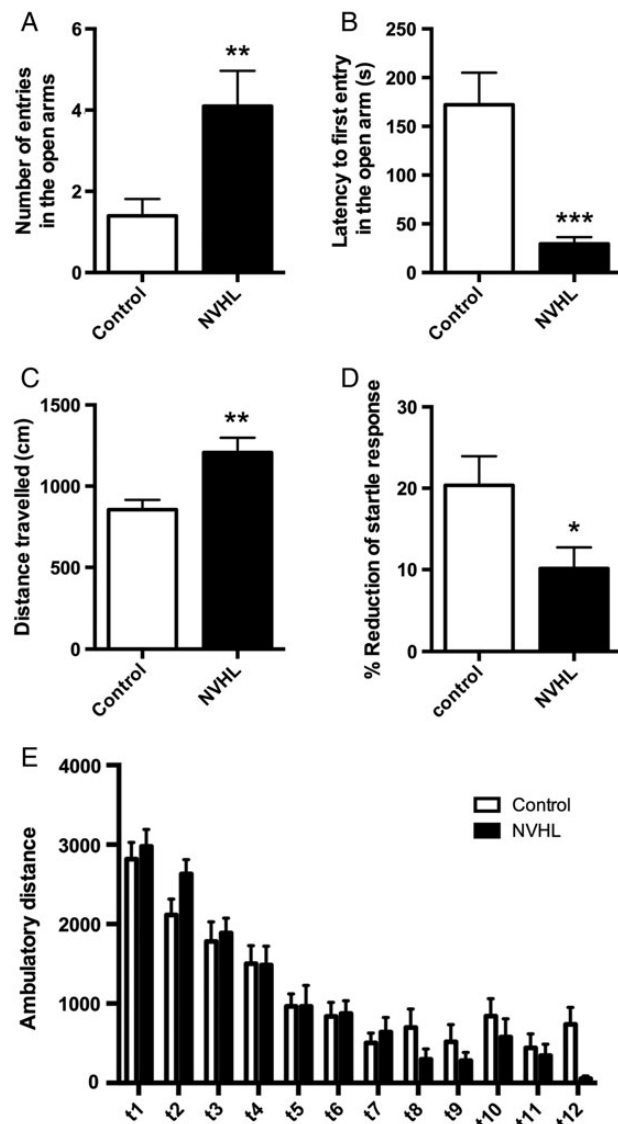 A
Number of entries
in the open arms
6
4
2
0
**
Control
NVHL
B
Latency to first entry
in the open arm (s)
250
200
150
100
50
0
***
Control
NVHL
C
Distance travelled (cm)
1500
1000
500
0
**
Control
NVHL
D
% Reduction of startle response
30
20
10
0
*
control
NVHL
E
Ambulatory distance
4000
3000
2000
1000
0
Control
NVHL
t1
t2
t3
t4
t5
t6
t7
t8
t9
t10
t11
t12